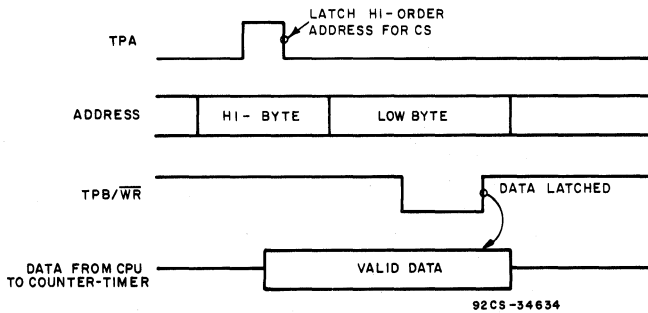 LATCH HI-ORDER
ADDRESS FOR CS
TPA
ADDRESS
HI- BYTE
LOW BYTE
TPB/W̅R̅
DATA LATCHED
DATA FROM CPU
TO COUNTER-TIMER
VALID DATA
92CS-34634